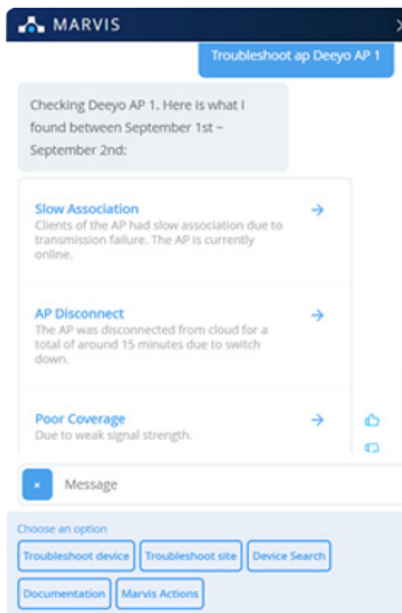 MARVIS
Troubleshoot ap Deeyo AP 1
Checking Deeyo AP 1. Here is what I
found between September 1st ~
September 2nd:
Slow Association
Clients of the AP had slow association due to
transmission failure. The AP is currently
online.
AP Disconnect
The AP was disconnected from cloud for a
total of around 15 minutes due to switch
down.
Poor Coverage
Due to weak signal strength.
Message
Choose an option
Troubleshoot device Troubleshoot site Device Search
Documentation Marvis Actions